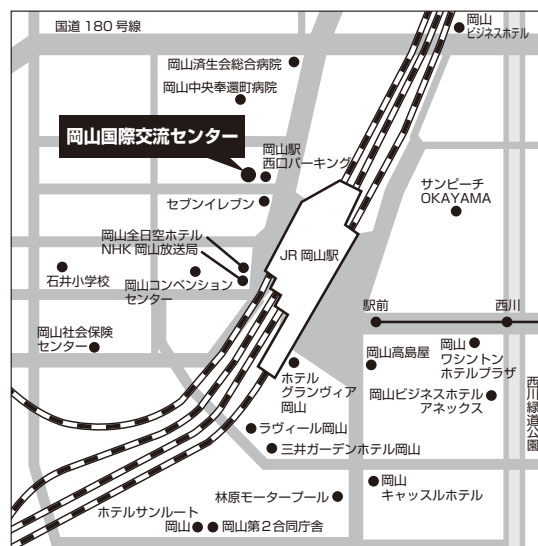 国道 180 号線
岡山
ビジネスホテル
岡山済生会総合病院
岡山中央奉還町病院
岡山国際交流センター
岡山駅
西口パーキング
セブンイレブン
サンピーチ
OKAYAMA
岡山全日空ホテル
NHK 岡山放送局
JR 岡山駅
石井小学校
岡山コンベンション
センター
駅前
西川
岡山社会保険
センター
岡山高島屋
岡山
ワシントン
ホテルプラザ
ホテル
グランヴィア
岡山
岡山ビジネスホテル
アネックス
西川緑道公園
ラヴィール岡山
三井ガーデンホテル岡山
岡山
キャッスルホテル
林原モータープール
ホテルサンルート
岡山
岡山第2合同庁舎